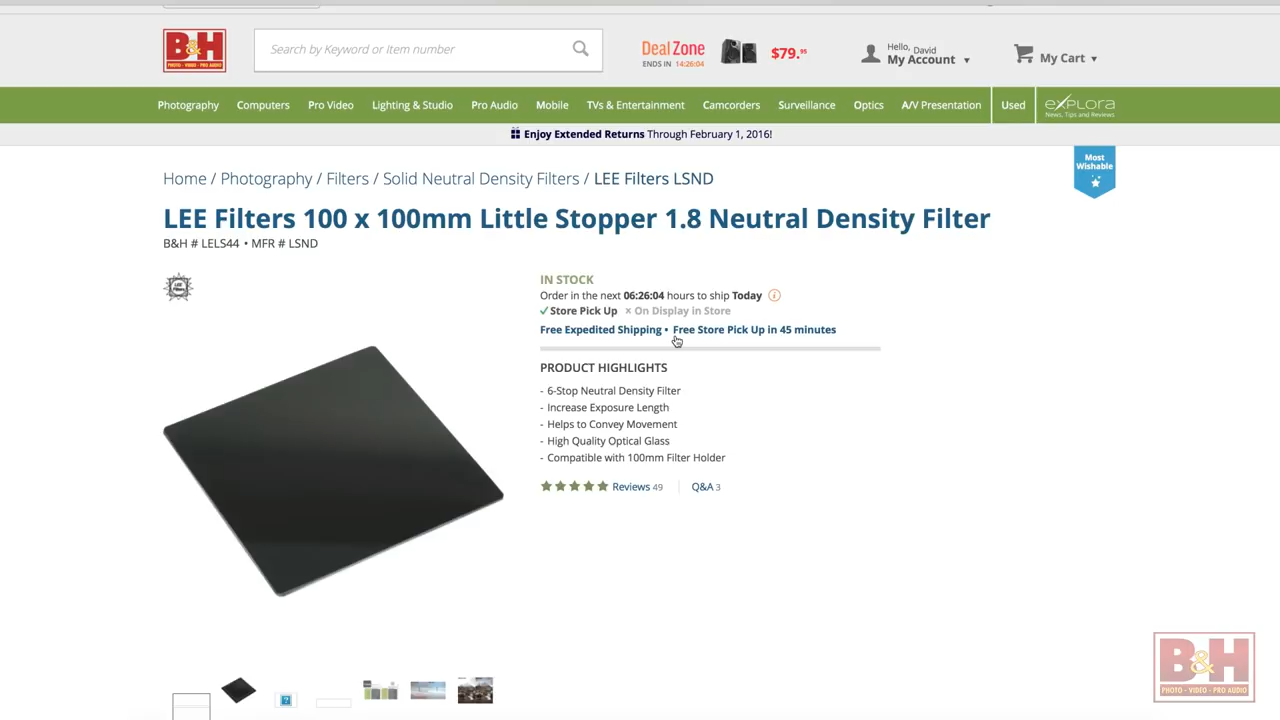 B&H
PHOTO - VIDEO - PRO AUDIO
Search by Keyword or Item number
DealZone
ENDS IN 14:26:04
$79.95
Hello, David
My Account
My Cart
Photography
Computers
Pro Video
Lighting & Studio
Pro Audio
Mobile
TVs & Entertainment
Camcorders
Surveillance
Optics
A/V Presentation
Used
explora
News, Tips and Reviews
Enjoy Extended Returns Through February 1, 2016!
Most
Wishable
Home / Photography / Filters / Solid Neutral Density Filters / LEE Filters LSND
LEE Filters 100 x 100mm Little Stopper 1.8 Neutral Density Filter
B&H # LELS44 • MFR # LSND
LEE
Filters
IN STOCK
Order in the next 06:26:04 hours to ship Today
Store Pick Up × On Display in Store
Free Expedited Shipping • Free Store Pick Up in 45 minutes
PRODUCT HIGHLIGHTS
- 6-Stop Neutral Density Filter
- Increase Exposure Length
- Helps to Convey Movement
- High Quality Optical Glass
- Compatible with 100mm Filter Holder
Reviews 49
Q&A 3
B&H
PHOTO - VIDEO - PRO AUDIO